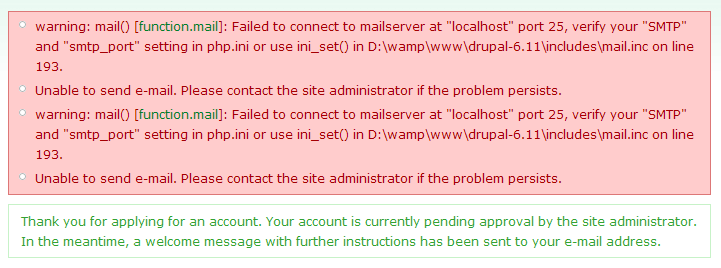 warning: mail() [function.mail]: Failed to connect to mailserver at "localhost" port 25, verify your "SMTP"
and "smtp_port" setting in php.ini or use ini_set() in D:\wamp\www\drupal-6.11\includes\mail.inc on line
193.
Unable to send e-mail. Please contact the site administrator if the problem persists.
warning: mail() [function.mail]: Failed to connect to mailserver at "localhost" port 25, verify your "SMTP"
and "smtp_port" setting in php.ini or use ini_set() in D:\wamp\www\drupal-6.11\includes\mail.inc on line
193.
Unable to send e-mail. Please contact the site administrator if the problem persists.
Thank you for applying for an account. Your account is currently pending approval by the site administrator.
In the meantime, a welcome message with further instructions has been sent to your e-mail address.